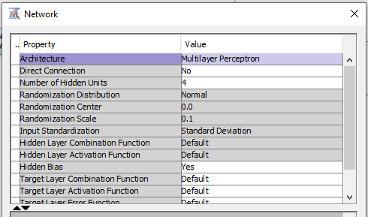 Network
.. Property Value
Architecture Multilayer Perceptron
Direct Connection No
Number of Hidden Units 4
Randomization Distribution Normal
Randomization Center 0.0
Randomization Scale 0.1
Input Standardization Standard Deviation
Hidden Layer Combination Function Default
Hidden Layer Activation Function Default
Hidden Bias Yes
Target Layer Combination Function Default
Target Layer Activation Function Default
Target Layer Error Function Default